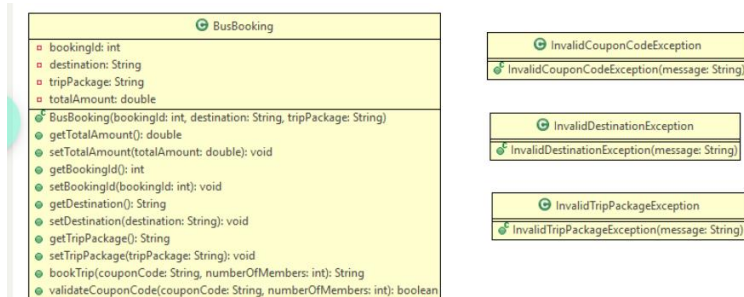 BusBooking
bookingId: int
destination: String
tripPackage: String
totalAmount: double
BusBooking(bookingId: int, destination: String, tripPackage: String)
getTotalAmount(): double
setTotalAmount(totalAmount: double): void
getBookingId(): int
setBookingId(bookingId: int): void
getDestination(): String
setDestination(destination: String): void
getTripPackage(): String
setTripPackage(tripPackage: String): void
bookTrip(couponCode: String, numberOfMembers: int): String
validateCouponCode(couponCode: String, numberOfMembers: int): boolean
InvalidCouponCodeException
InvalidCouponCodeException(message: String)
InvalidDestinationException
InvalidDestinationException(message: String)
InvalidTripPackageException
InvalidTripPackageException(message: String)